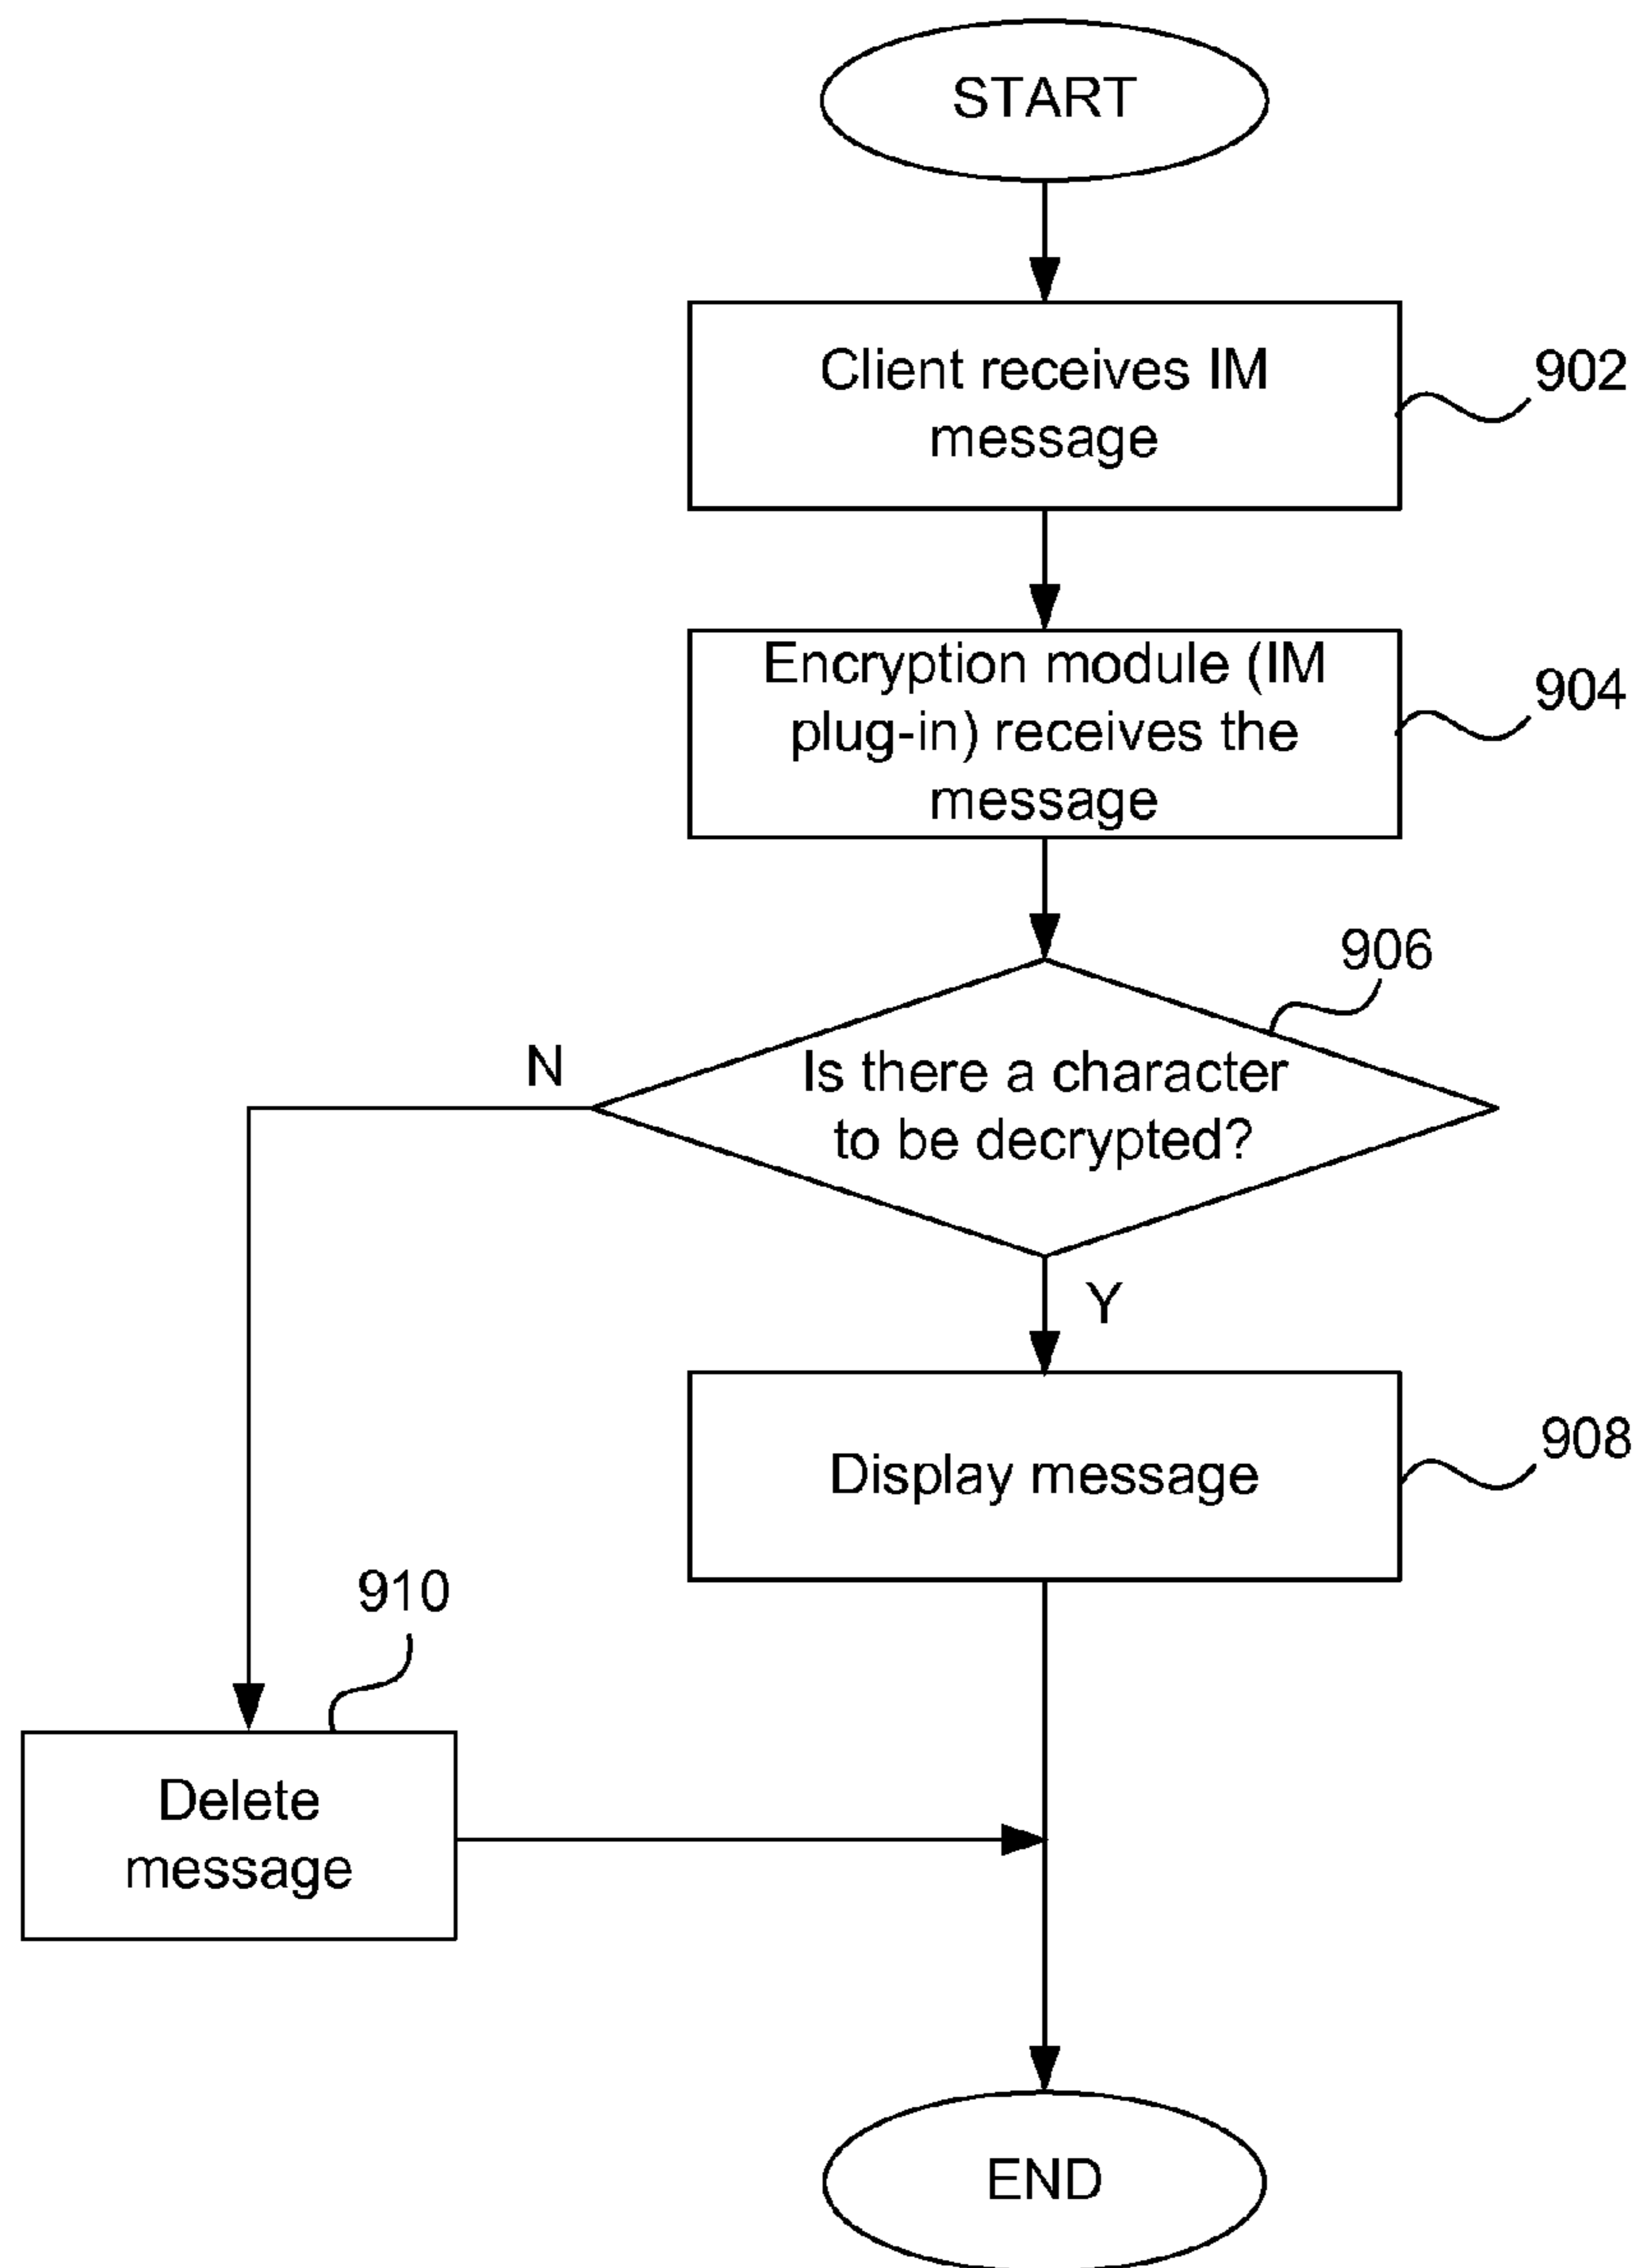 START
Client receives IM
message
902
Encryption module (IM
plug-in) receives the
message
904
906
Is there a character
to be decrypted?
N
Y
Display message
908
910
Delete
message
END